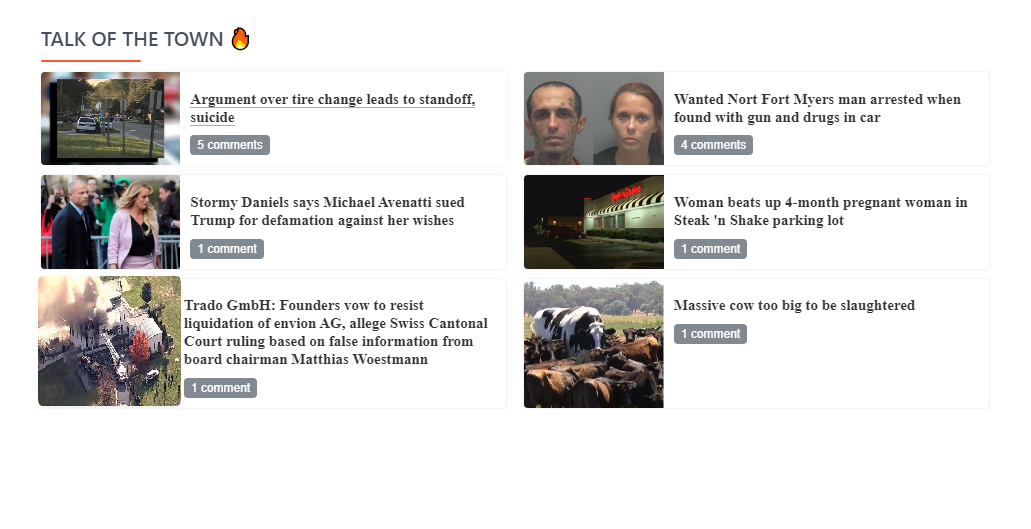 TALK OF THE TOWN 🔥
Argument over tire change leads to standoff,
suicide
5 comments
Wanted Nort Fort Myers man arrested when
found with gun and drugs in car
4 comments
Stormy Daniels says Michael Avenatti sued
Trump for defamation against her wishes
1 comment
Woman beats up 4-month pregnant woman in
Steak 'n Shake parking lot
1 comment
Trado GmbH: Founders vow to resist
liquidation of envion AG, allege Swiss Cantonal
Court ruling based on false information from
board chairman Matthias Woestmann
1 comment
Massive cow too big to be slaughtered
1 comment